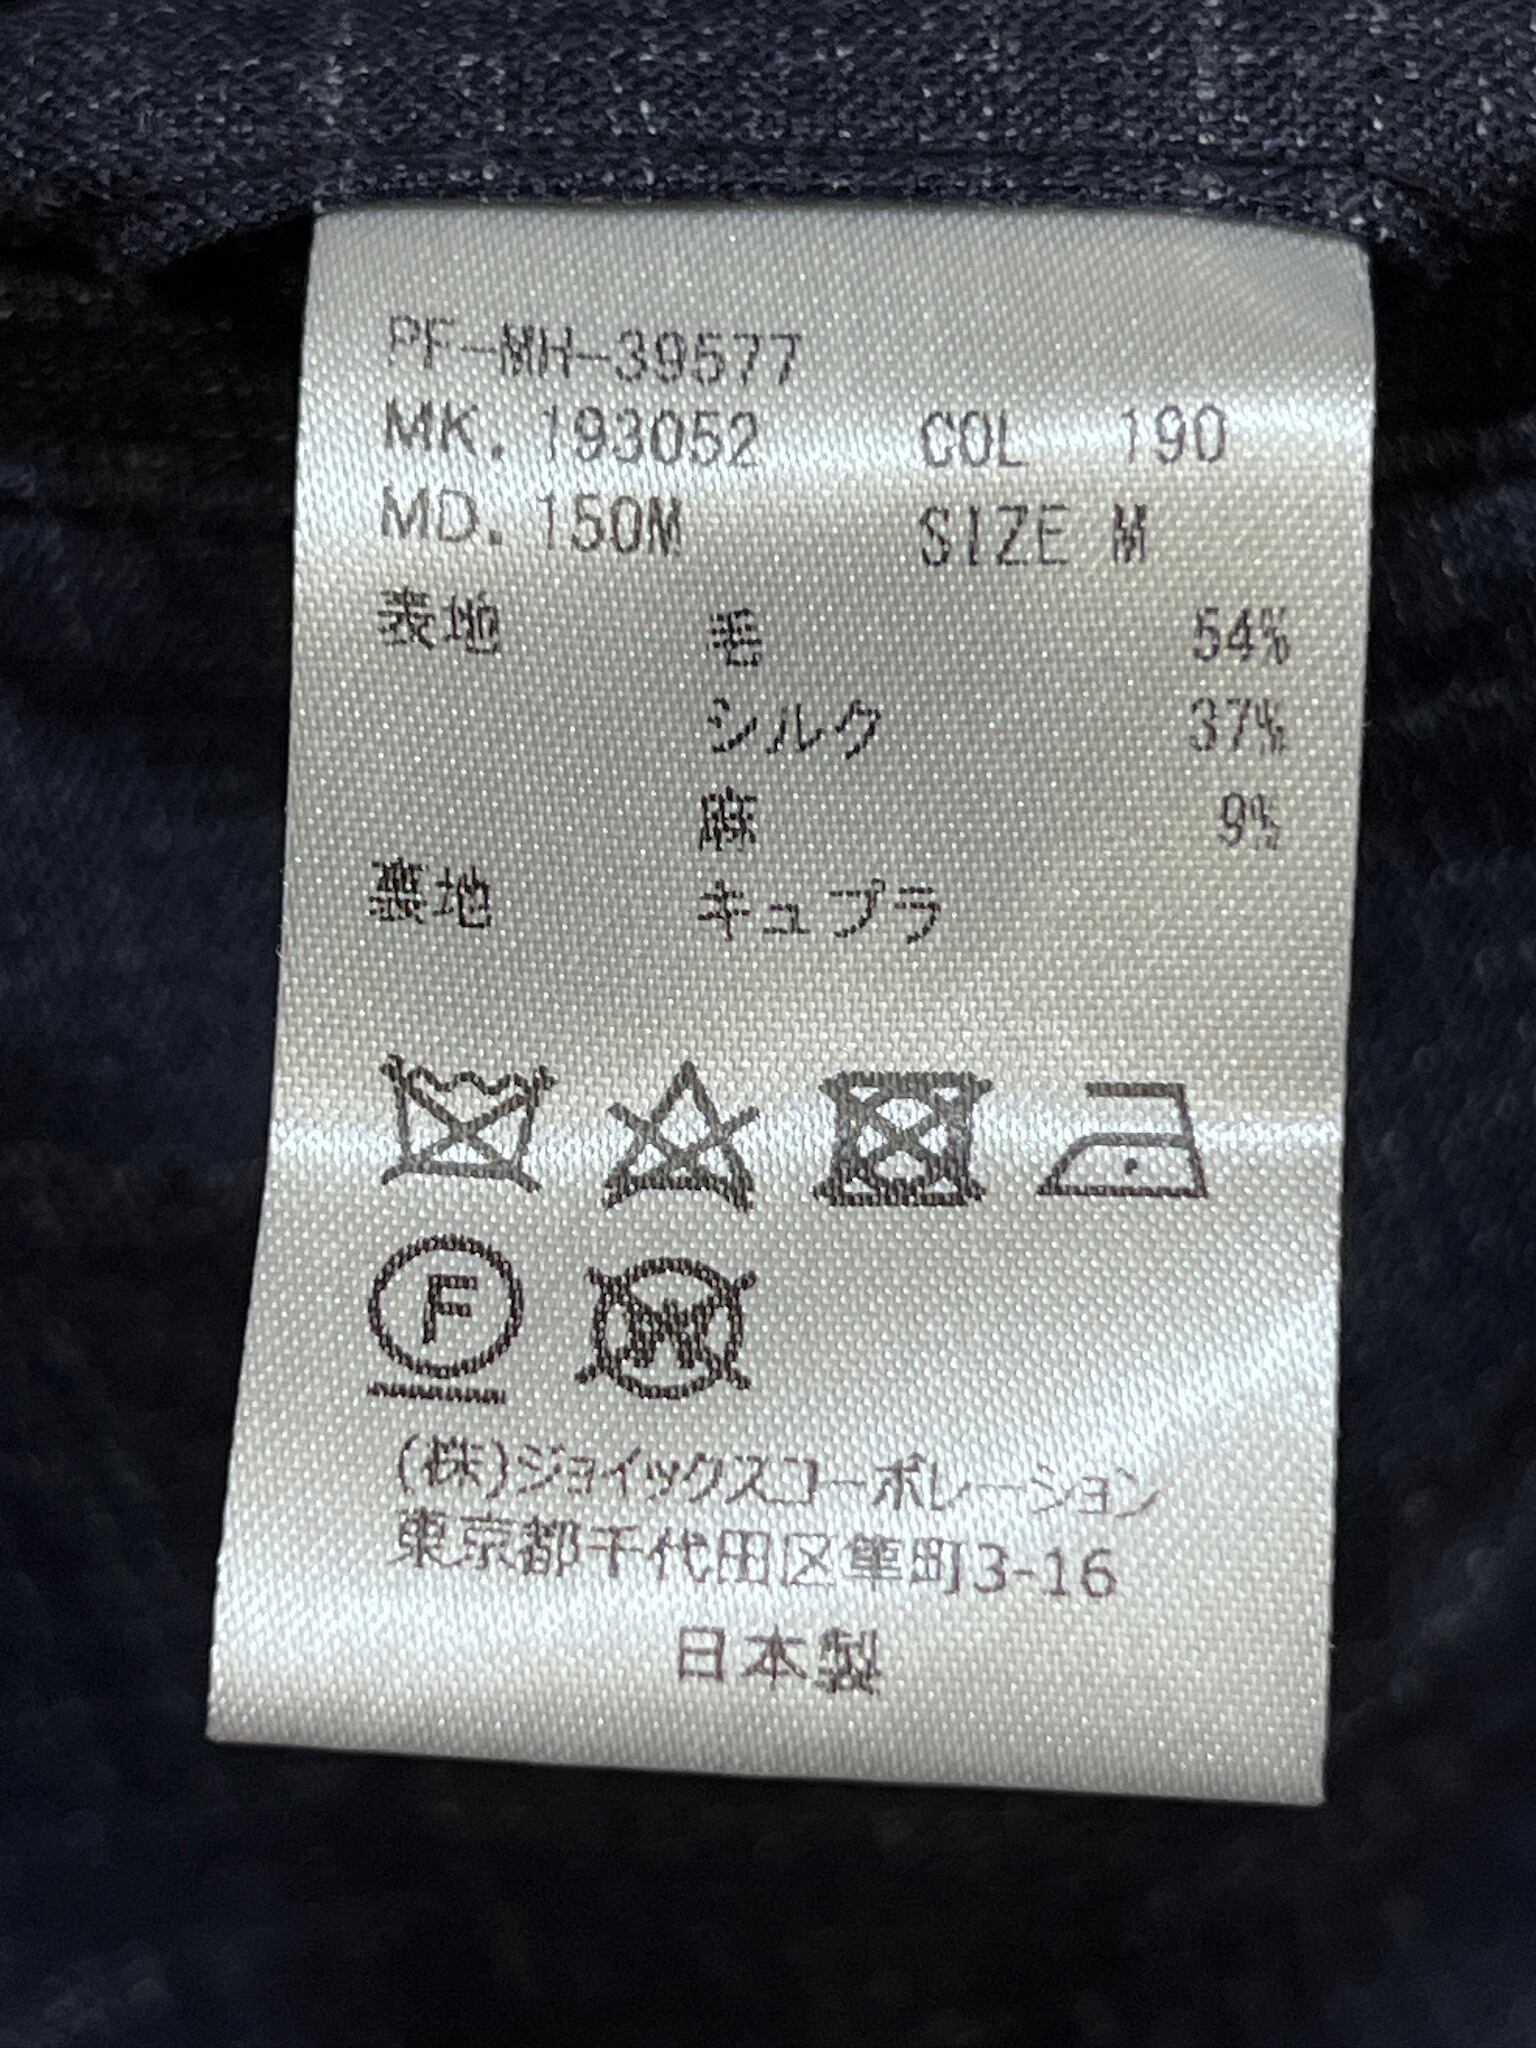 PF-MH-39577
MK. 193052 COL 190
MD. 150M SIZE M
表地 毛 54%
シルク 37%
麻 9%
裏地 キュプラ
F
W
(株)ジョイックスコーポレーション
東京都千代田区隼町3-16
日本製